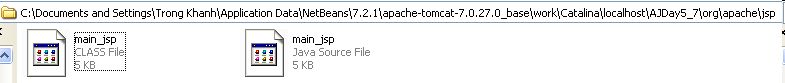 C:\Documents and Settings\Trong Khanh\Application Data\NetBeans\7.2.1\apache-tomcat-7.0.27.0_base\work\Catalina\localhost\AJDay5_7\org\apache\jsp
main_jsp
CLASS File
5 KB
main_jsp
Java Source File
5 KB